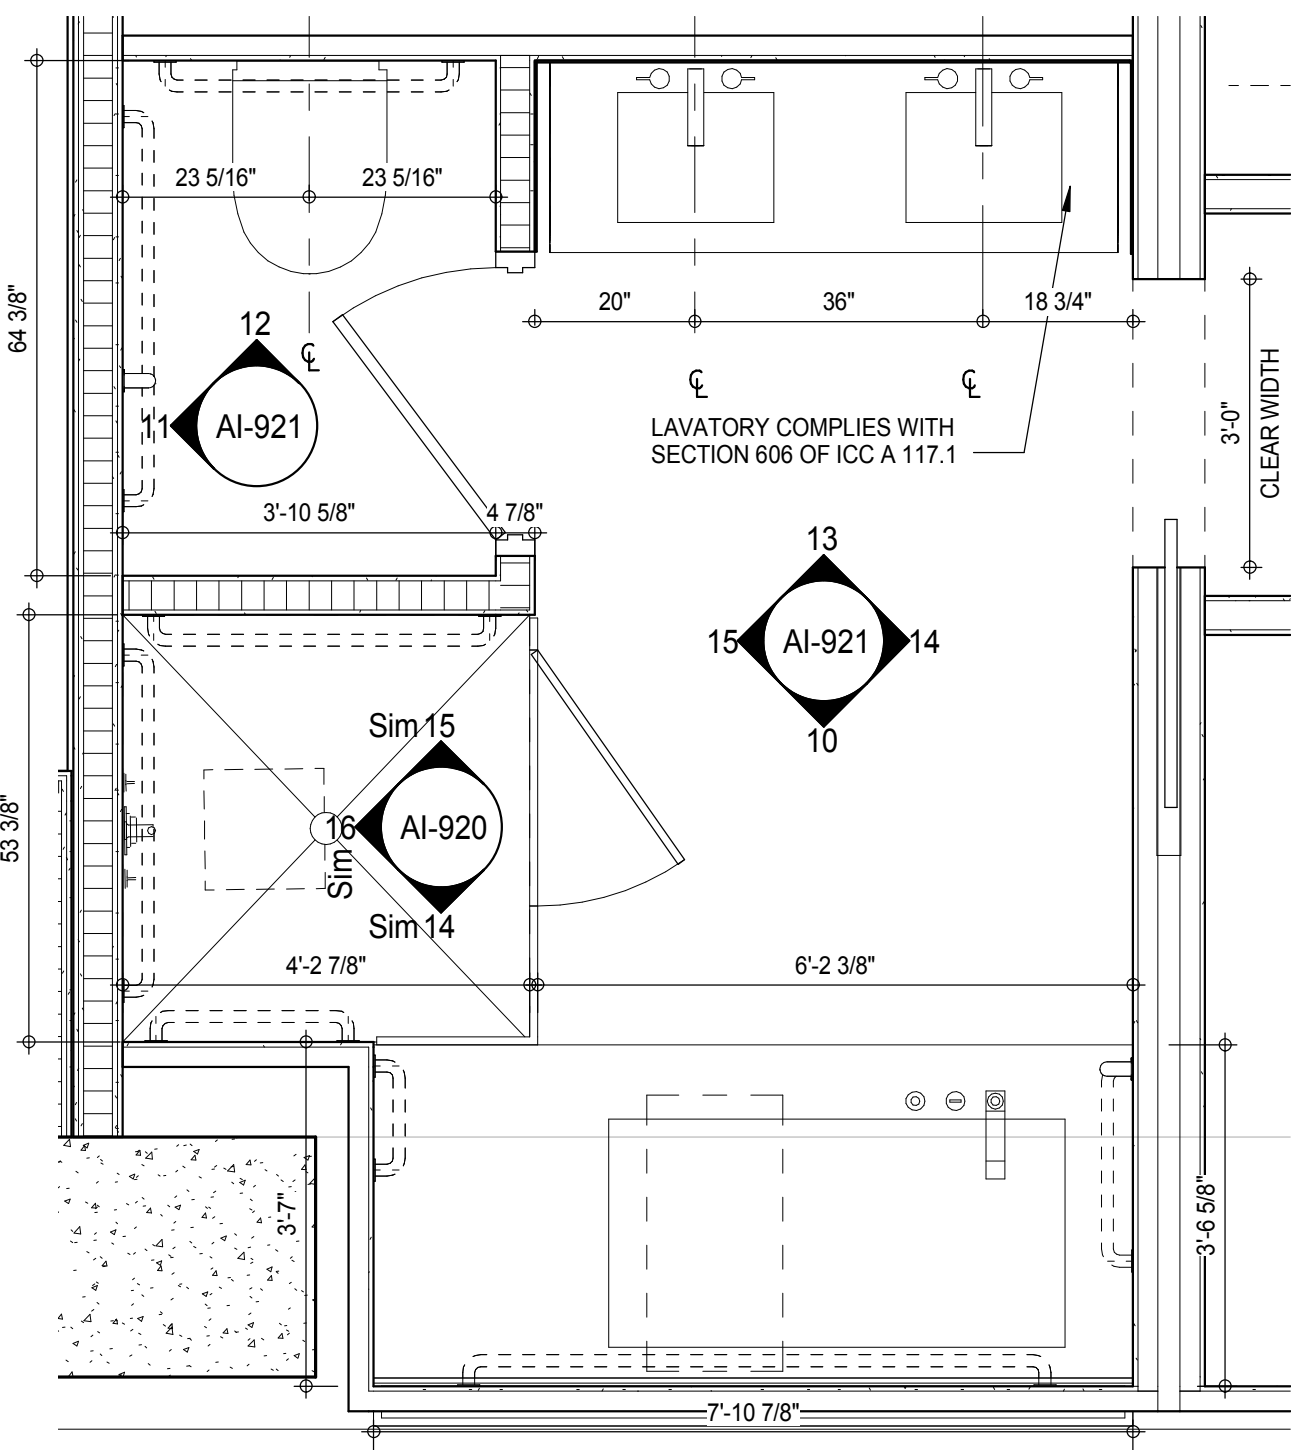 23 5/16"
23 5/16"
64 3/8"
20"
36"
18 3/4"
12
℄
11
AI-921
℄
℄
LAVATORY COMPLIES WITH
SECTION 606 OF ICC A 117.1
3'-0"
CLEAR WIDTH
3'-10 5/8"
4 7/8"
13
15
AI-921
14
10
Sim 15
53 3/8"
16
Sim
AI-920
Sim 14
4'-2 7/8"
6'-2 3/8"
3'-7"
3'-6 5/8"
7'-10 7/8"